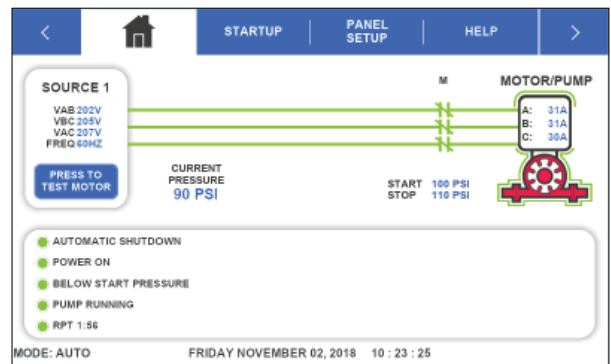 STARTUP
PANEL
SETUP
HELP
SOURCE 1
VAB 202V
VBC 205V
VAC 207V
FREQ 60HZ
PRESS TO
TEST MOTOR
M
MOTOR/PUMP
A: 31A
B: 31A
C: 30A
CURRENT
PRESSURE
90 PSI
START 100 PSI
STOP 110 PSI
AUTOMATIC SHUTDOWN
POWER ON
BELOW START PRESSURE
PUMP RUNNING
RPT 1:56
MODE: AUTO FRIDAY NOVEMBER 02, 2018 10 : 23 : 25